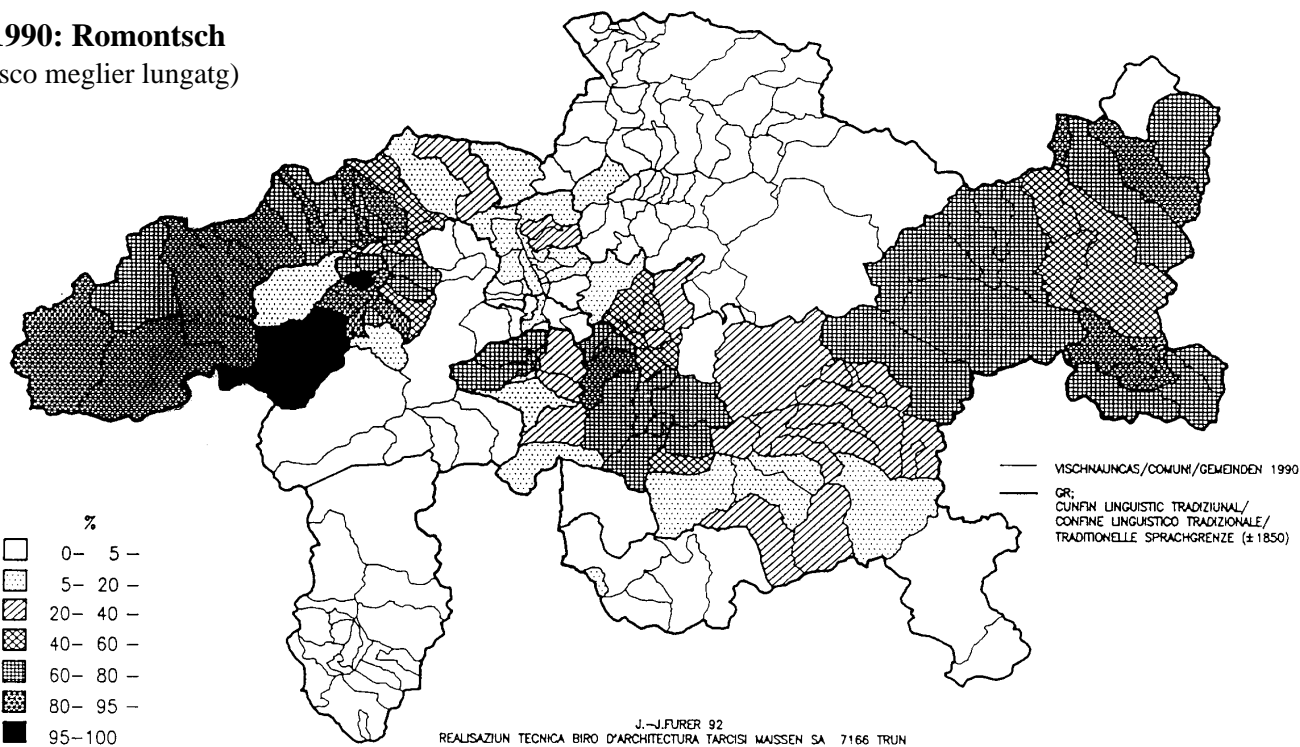 1990: Romontsch
sco meglier lungatg)
VISCHNAUNCAS/COMUNI/GEMEINDEN 1990
GR;
CUNFIN LINGUISTIC TRADIZIUNAL/
CONFINE LINGUISTICO TRADIZIONALE/
TRADITIONELLE SPRACHGRENZE (±1850)
%
0– 5 –
5– 20 –
20– 40 –
40– 60 –
60– 80 –
80– 95 –
95–100
J.–J.FURER 92
REALISAZIUN TECNICA BIRO D'ARCHITECTURA TARCISI MAISSEN SA 7166 TRUN